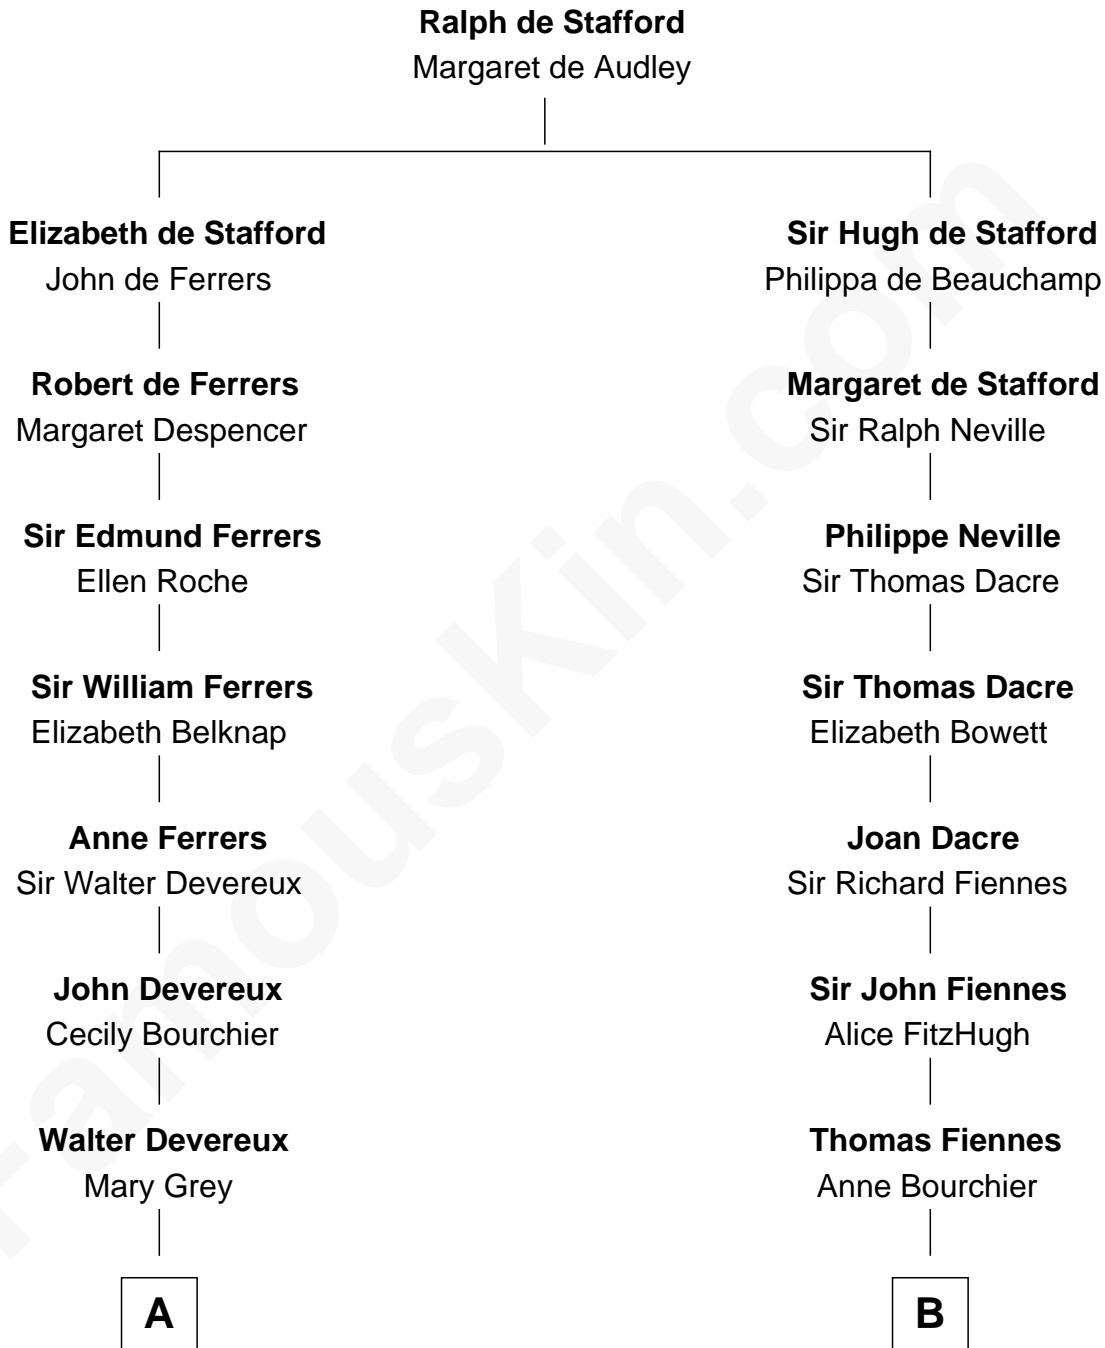 Ralph de Stafford
Margaret de Audley
Elizabeth de Stafford
John de Ferrers
Sir Hugh de Stafford
Philippa de Beauchamp
Robert de Ferrers
Margaret Despencer
Margaret de Stafford
Sir Ralph Neville
Sir Edmund Ferrers
Ellen Roche
Philippe Neville
Sir Thomas Dacre
Sir William Ferrers
Elizabeth Belknap
Sir Thomas Dacre
Elizabeth Bowett
Anne Ferrers
Sir Walter Devereux
Joan Dacre
Sir Richard Fiennes
John Devereux
Cecily Bourchier
Sir John Fiennes
Alice FitzHugh
Walter Devereux
Mary Grey
Thomas Fiennes
Anne Bourchier
A
B
FamousKin.com